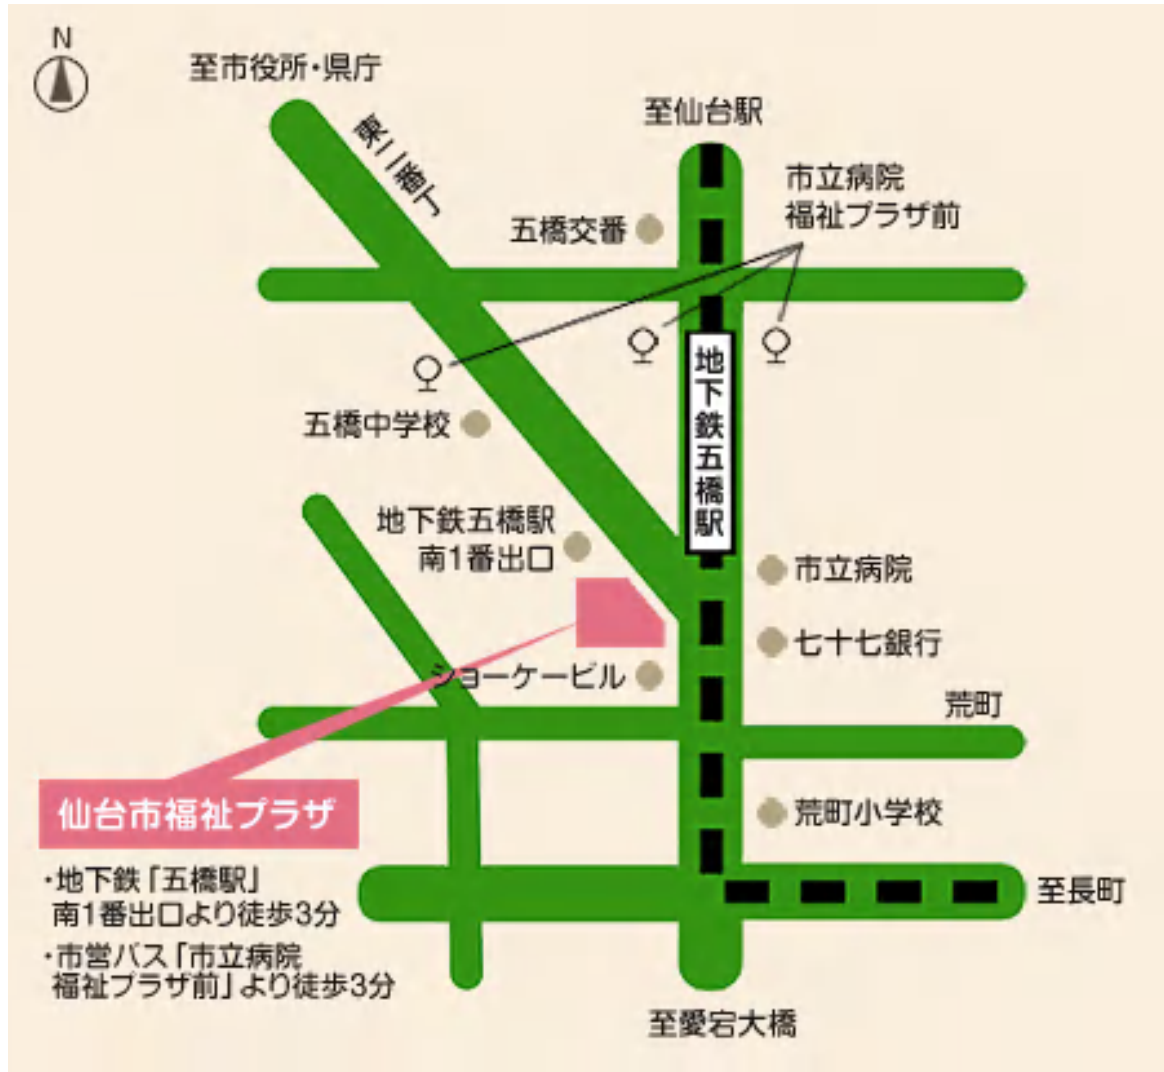 N
至市役所・県庁
東二番丁
至仙台駅
市立病院
福祉プラザ前
五橋交番
地下鉄五橋駅
五橋中学校
地下鉄五橋駅
南1番出口
市立病院
七十七銀行
ショーケービル
荒町
仙台市福祉プラザ
荒町小学校
・地下鉄「五橋駅」
南1番出口より徒歩3分
・市営バス「市立病院
福祉プラザ前」より徒歩3分
至長町
至愛宕大橋